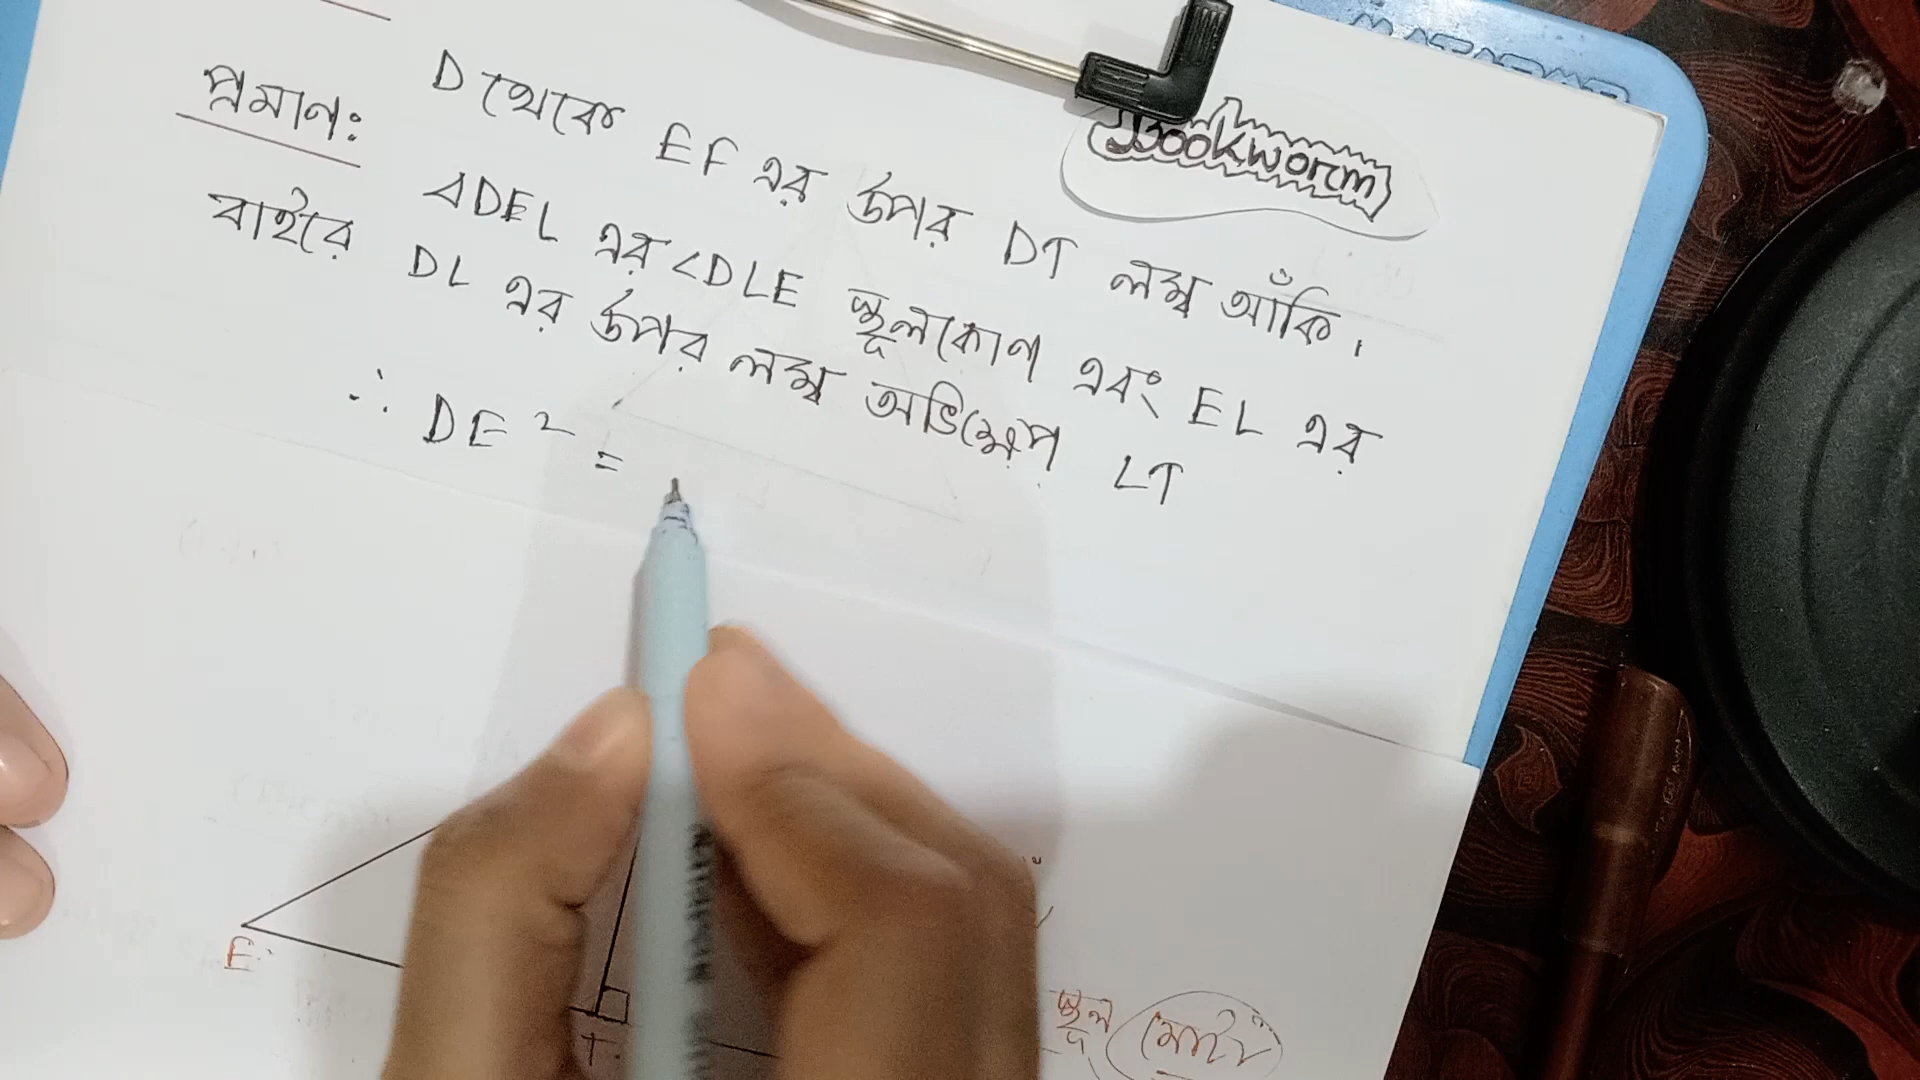 Bookworm
প্রমাণঃ D থেকে EF এর উপর DT লম্ব আঁকি।
∆DEL এর <DLE স্থূলকোণ এবং EL এর
বাইরে DL এর উপর লম্ব অভিক্ষেপ LT
∴ DE² =
E
T
স্থূল